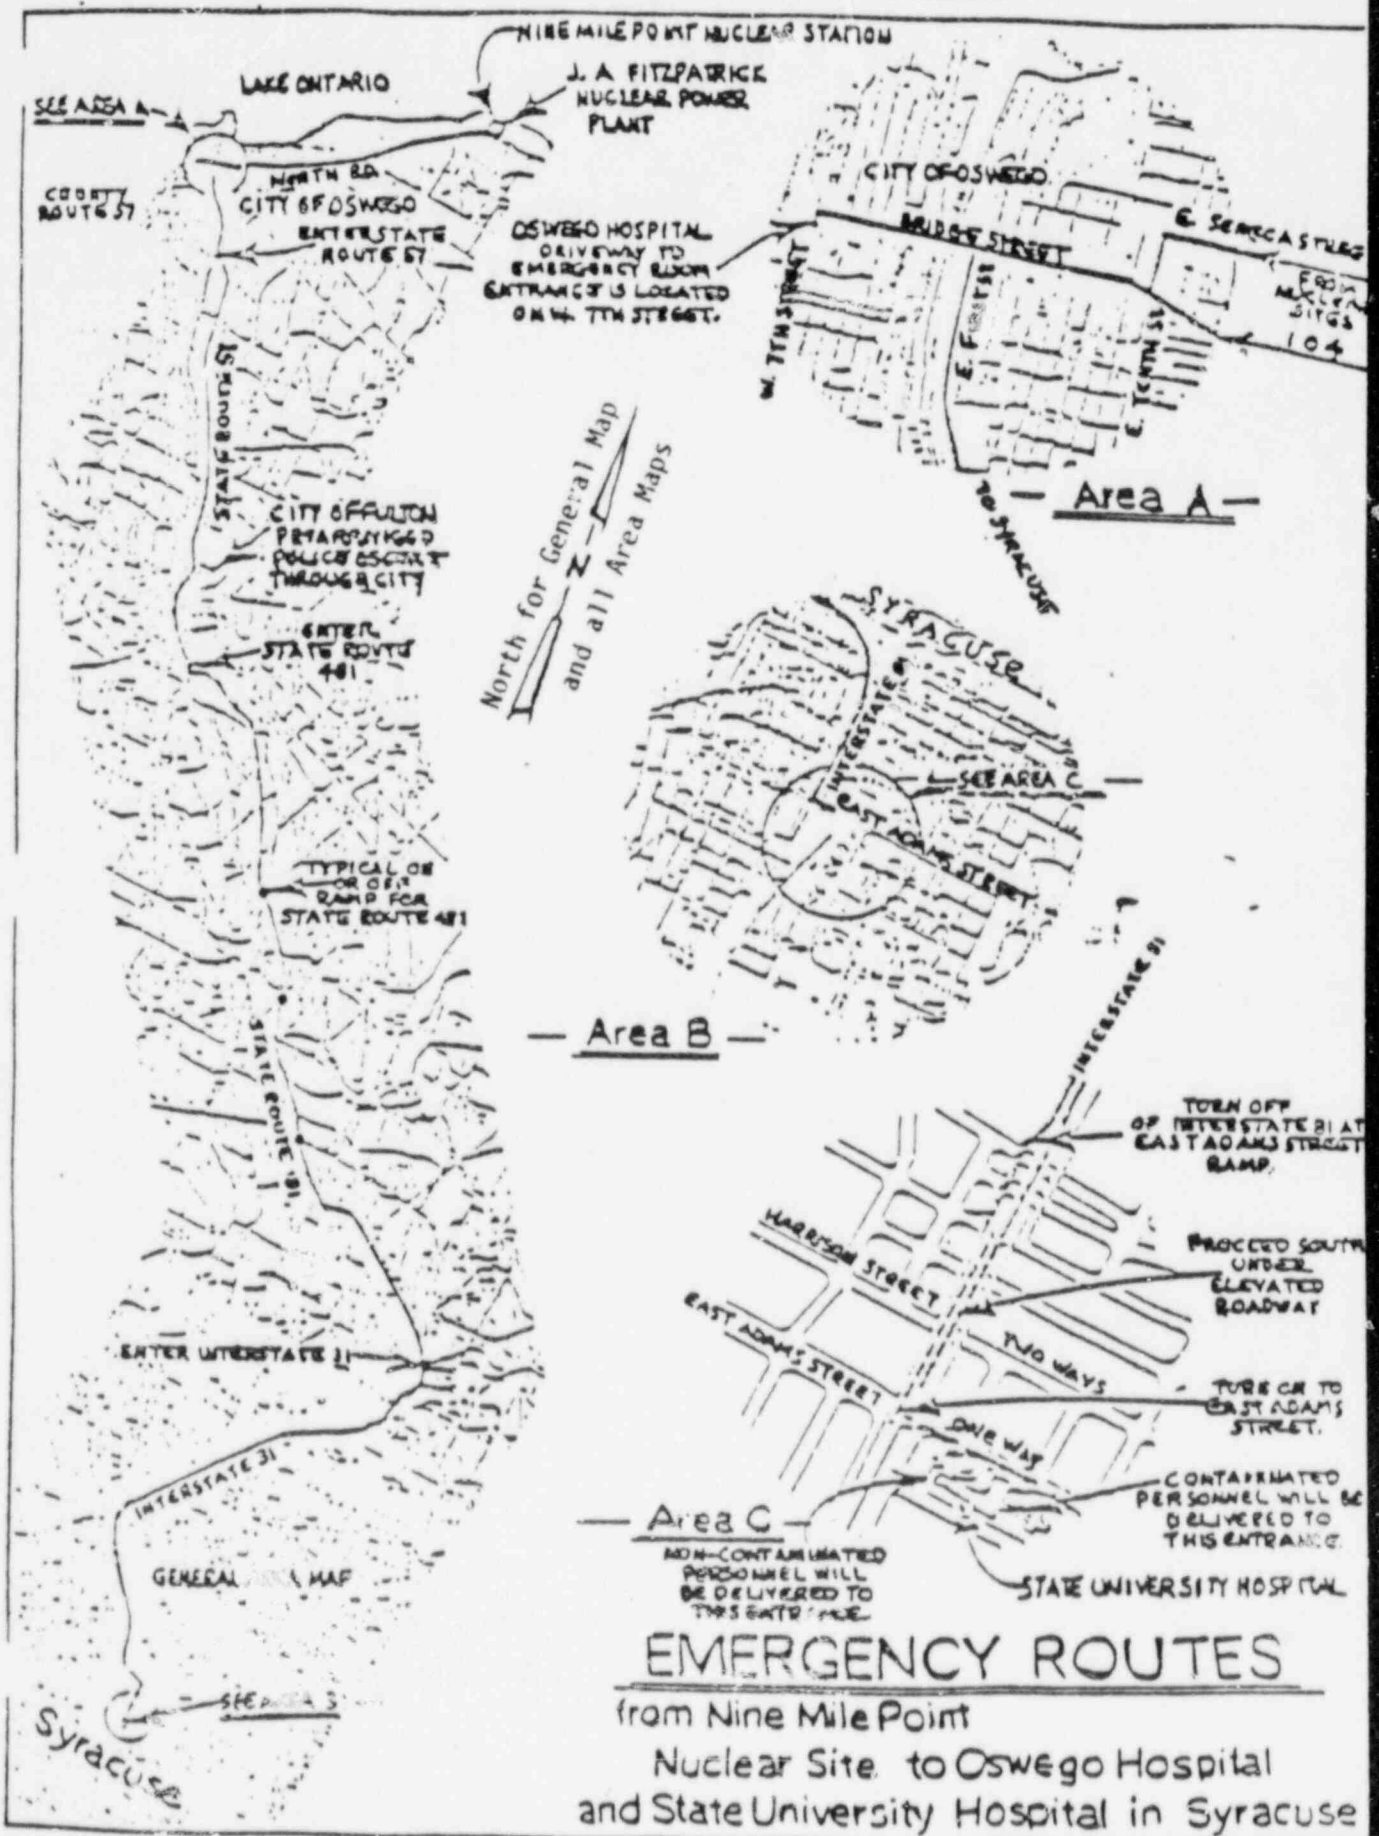 NINE MILE POINT NUCLEAR STATION
LAKE ONTARIO
J. A FITZPATRICK
NUCLEAR POWER
PLANT
SEE AREA A
NORTH RD
COUNTY
ROUTE 57
CITY OF OSWEGO
ENTER STATE
ROUTE 57
OSWEGO HOSPITAL
DRIVEWAY TO
EMERGENCY ROOM
ENTRANCE IS LOCATED
ON W. 7TH STREET.
CITY OF OSWEGO
BRIDGE STREET
E. SENECA STREET
FROM
NUCLEAR
SITES
104
W. 7TH STREET
E. FIRST ST
E. TENTH ST
TO SYRACUSE
— Area A —
SOUTHBOUND
CITY OF FULTON
PREARRANGED
POLICE ESCORT
THROUGH CITY
North for General Map
N
and all Area Maps
ENTER
STATE ROUTE
481
SYRACUSE
INTERSTATE 81
SEE AREA C —
EAST ADAMS STREET
— Area B —
TYPICAL ON
OR OFF
RAMP FOR
STATE ROUTE 481
STATE ROUTE 481
INTERSTATE 81
TURN OFF
OF INTERSTATE 81 AT
EAST ADAMS STREET
RAMP.
HARRISON STREET
PROCEED SOUTH
UNDER
ELEVATED
ROADWAY
EAST ADAMS STREET
TWO WAYS
TURN ON TO
EAST ADAMS
STREET.
ONE WAY
CONTAMINATED
PERSONNEL WILL BE
DELIVERED TO
THIS ENTRANCE.
— Area C —
NON-CONTAMINATED
PERSONNEL WILL
BE DELIVERED TO
THIS ENTRANCE
STATE UNIVERSITY HOSPITAL
ENTER INTERSTATE 81
INTERSTATE 81
GENERAL MAP
SEE AREA B
Syracuse
EMERGENCY ROUTES
from Nine Mile Point
Nuclear Site to Oswego Hospital
and State University Hospital in Syracuse